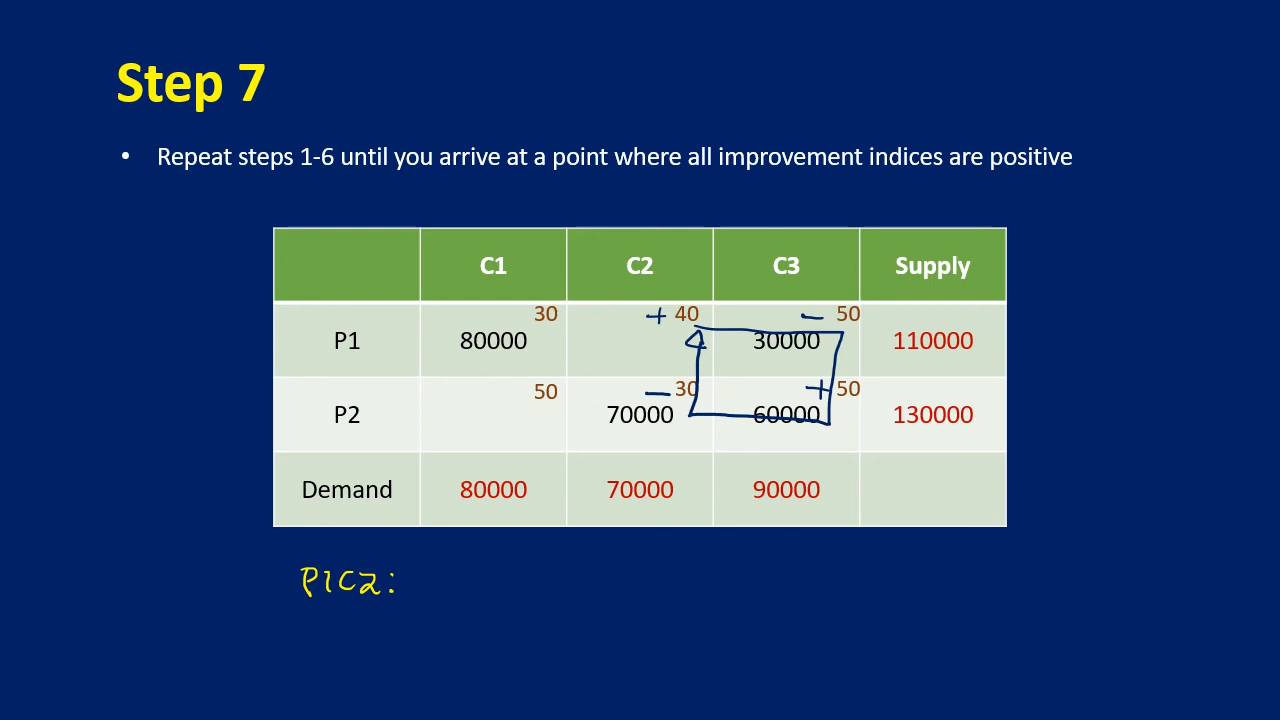 Step 7
• Repeat steps 1-6 until you arrive at a point where all improvement indices are positive
C1 C2 C3 Supply
30 + 40 − 50
P1 80000 30000 110000
50 − 30 + 50
P2 70000 60000 130000
Demand 80000 70000 90000
P1C2: